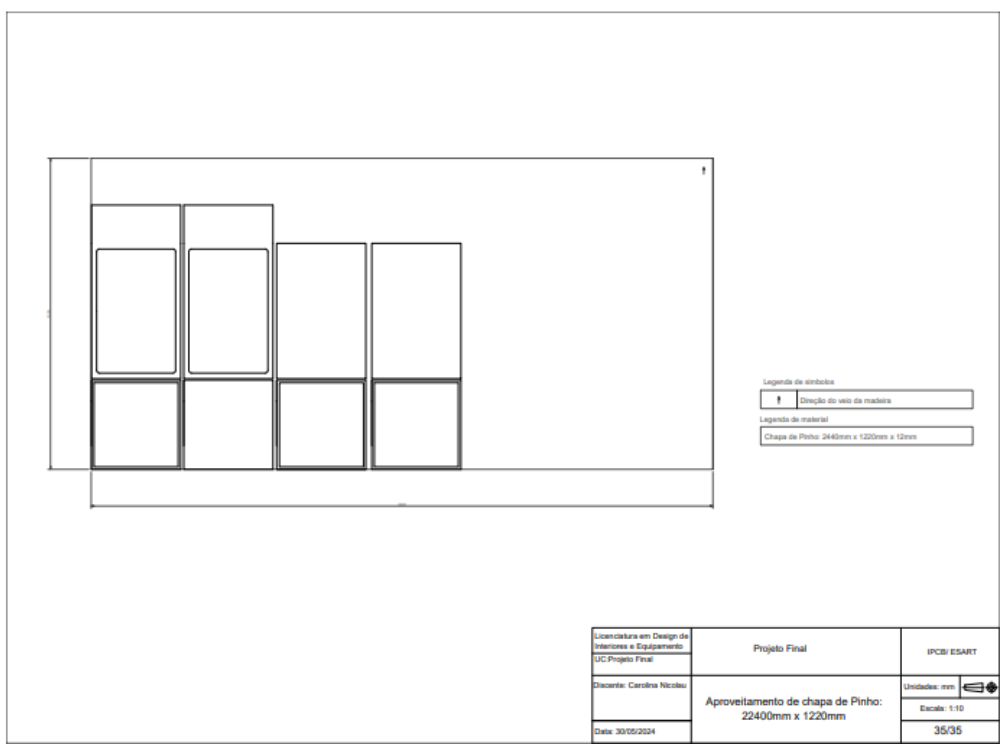 Legenda de simbolos
Direção do veio da madeira
Legenda de material
Chapa de Pinho: 2440mm x 1220mm x 12mm
Licenciatura em Design de
Interiores e Equipamento
UC:Projeto Final
Projeto Final
IPCB/ ESART
Discente: Carolina Nicolau
Aproveitamento de chapa de Pinho:
22400mm x 1220mm
Unidades: mm
Escala: 1:10
Data: 30/05/2024
35/35